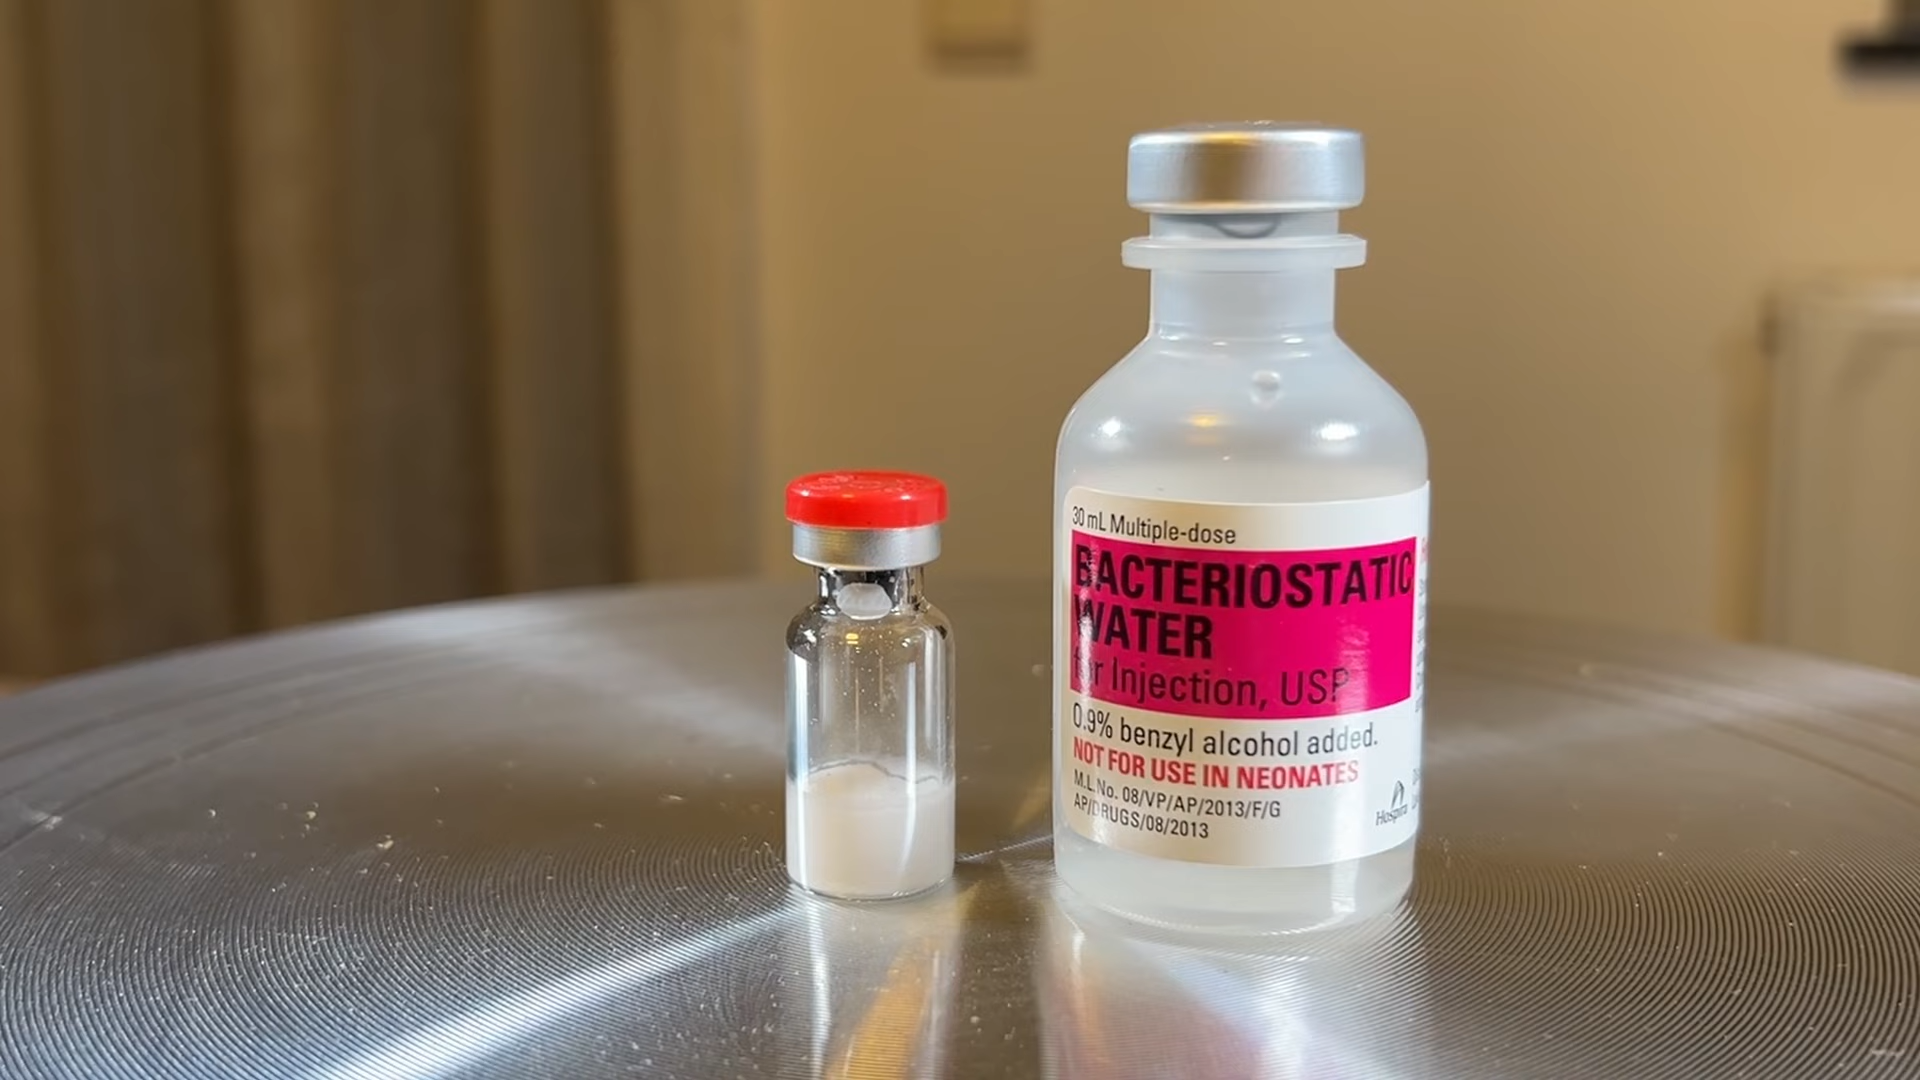 30 mL Multiple-dose
BACTERIOSTATIC
WATER
for Injection, USP
0.9% benzyl alcohol added.
NOT FOR USE IN NEONATES
M.L.No. 08/VP/AP/2013/F/G
AP/DRUGS/08/2013
Hospira